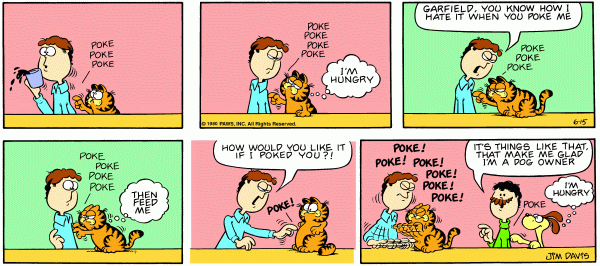 POKE
POKE
POKE
POKE
POKE
POKE
POKE
I'M
HUNGRY
© 1980 PAWS, INC. All Rights Reserved.
GARFIELD, YOU KNOW HOW I
HATE IT WHEN YOU POKE ME
POKE
POKE
POKE
6-15
POKE
POKE
POKE
POKE
THEN
FEED
ME
HOW WOULD YOU LIKE IT
IF I POKED YOU?!
POKE!
POKE!
POKE! POKE!
POKE!
POKE!
POKE!
IT'S THINGS LIKE THAT,
THAT MAKE ME GLAD
I'M A DOG OWNER
I'M
HUNGRY
POKE
JIM DAVIS